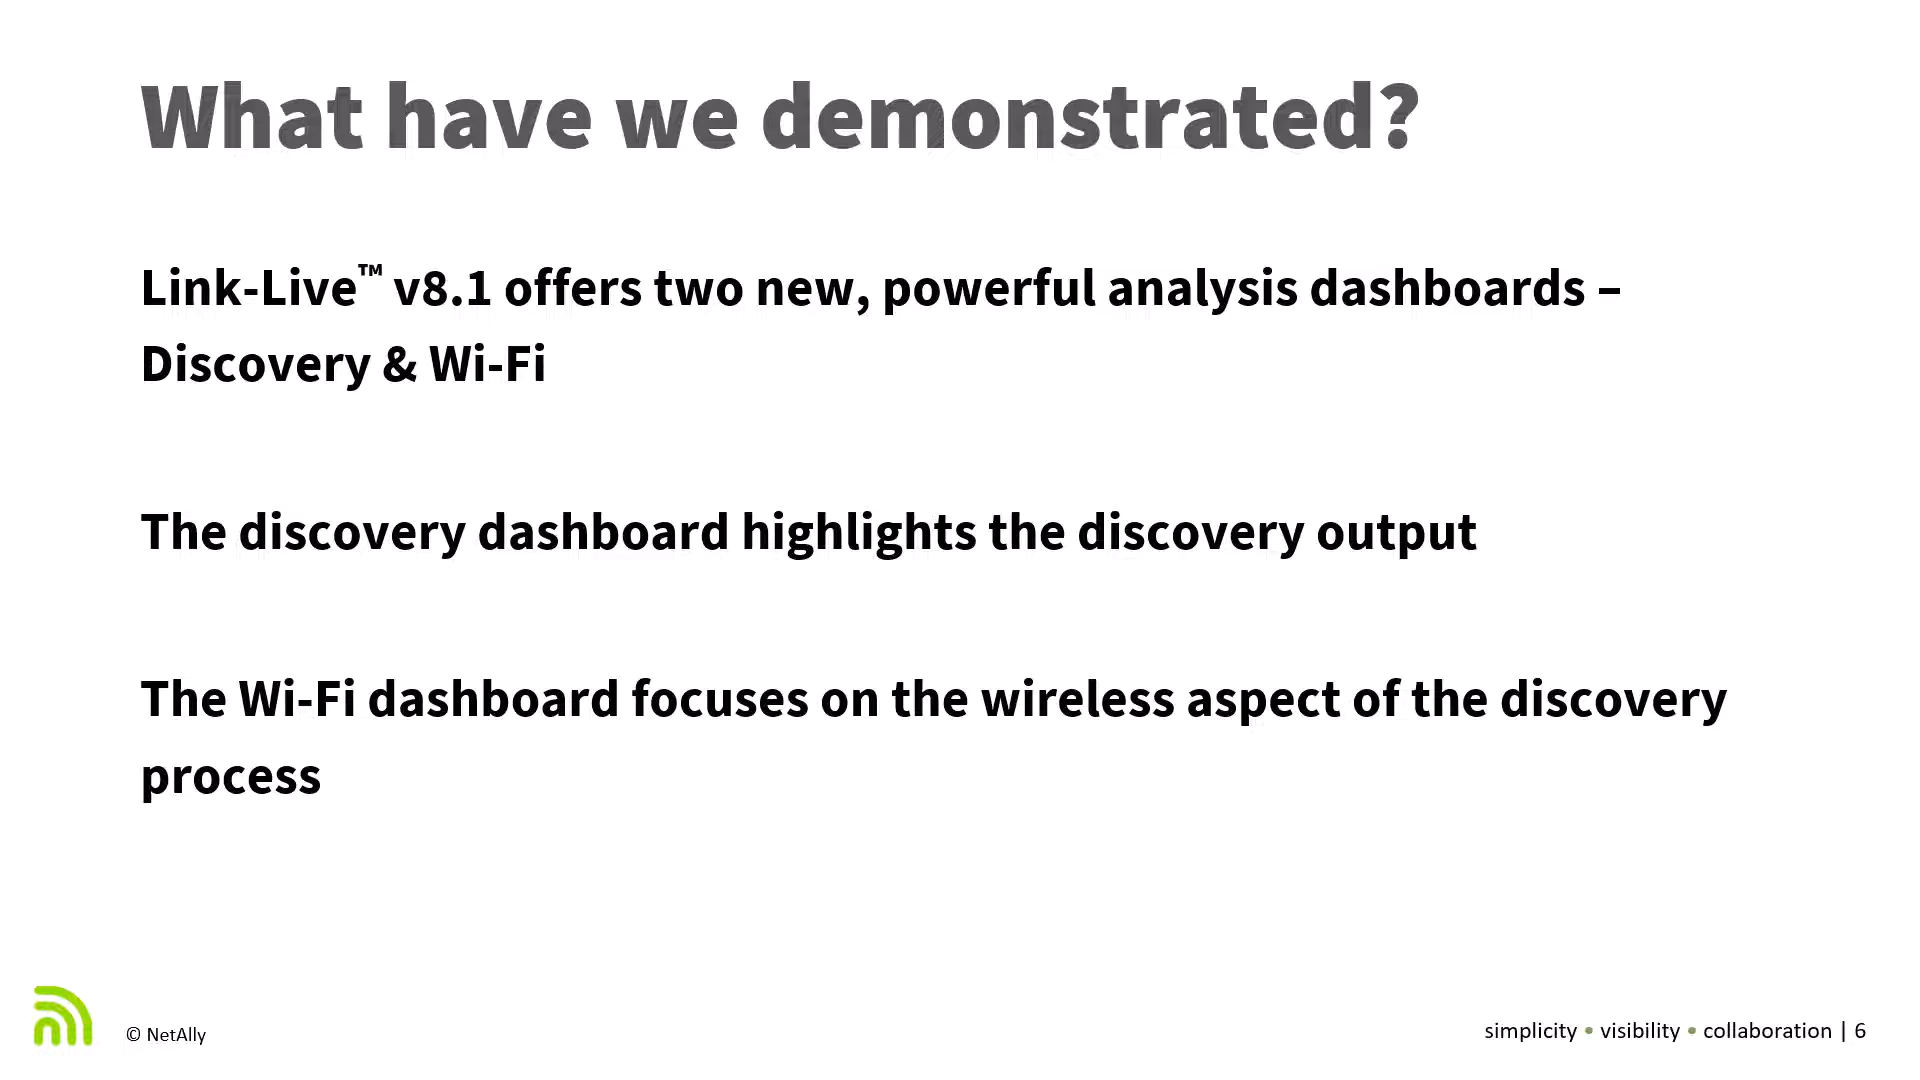 What have we demonstrated?
Link-Live™ v8.1 offers two new, powerful analysis dashboards –
Discovery & Wi-Fi
The discovery dashboard highlights the discovery output
The Wi-Fi dashboard focuses on the wireless aspect of the discovery
process
© NetAlly
simplicity • visibility • collaboration | 6